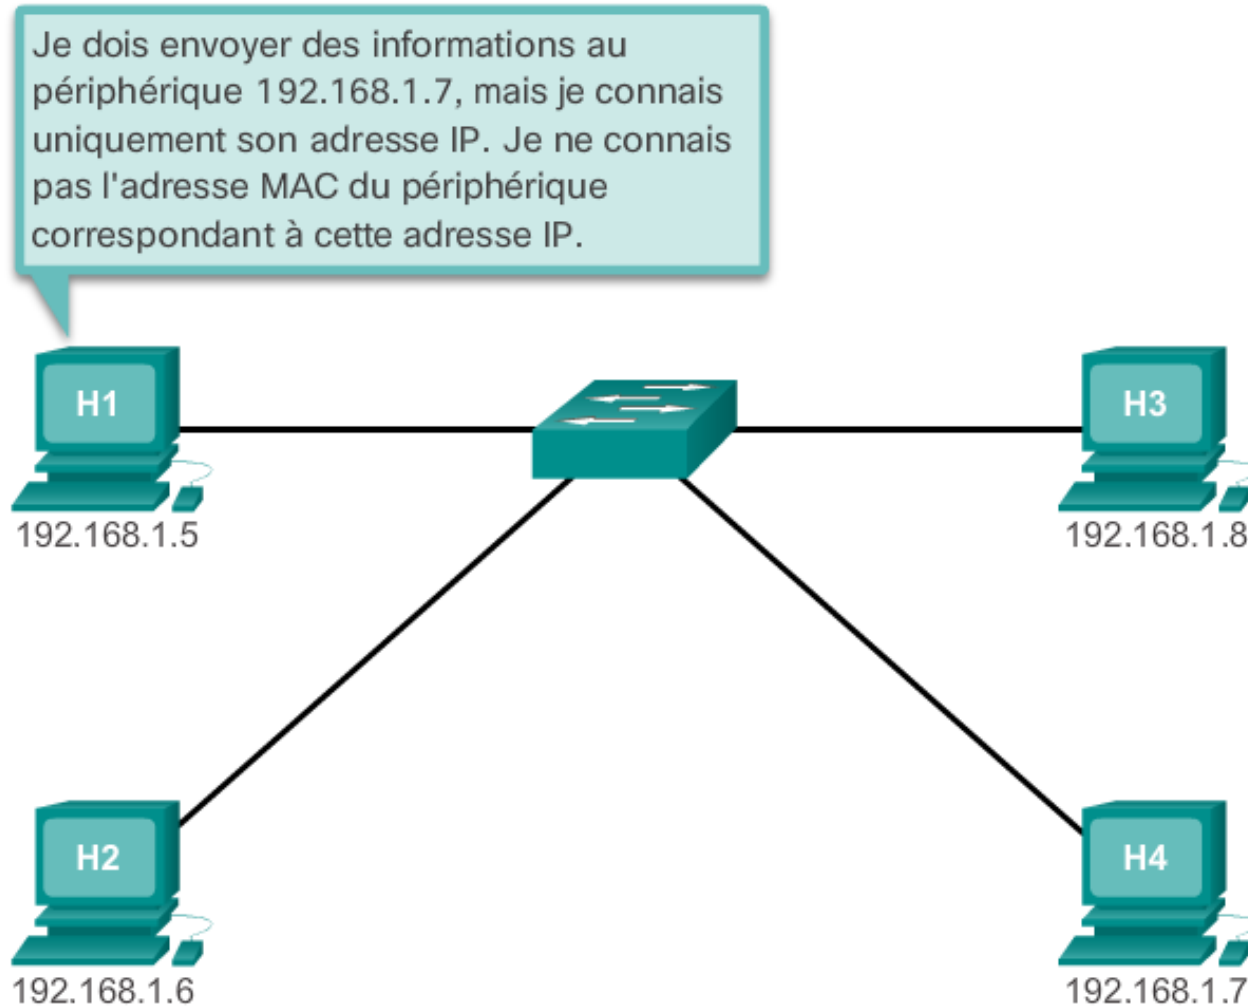 Je dois envoyer des informations au
périphérique 192.168.1.7, mais je connais
uniquement son adresse IP. Je ne connais
pas l'adresse MAC du périphérique
correspondant à cette adresse IP.
H1
H3
192.168.1.5
192.168.1.8
H2
H4
192.168.1.6
192.168.1.7